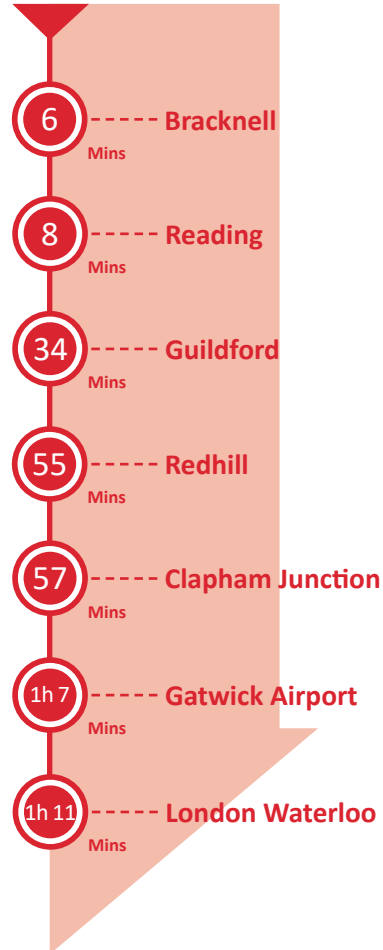 6
Bracknell
Mins
8
Reading
Mins
34
Guildford
Mins
55
Redhill
Mins
57
Clapham Junction
Mins
1h 7
Gatwick Airport
Mins
1h 11
London Waterloo
Mins